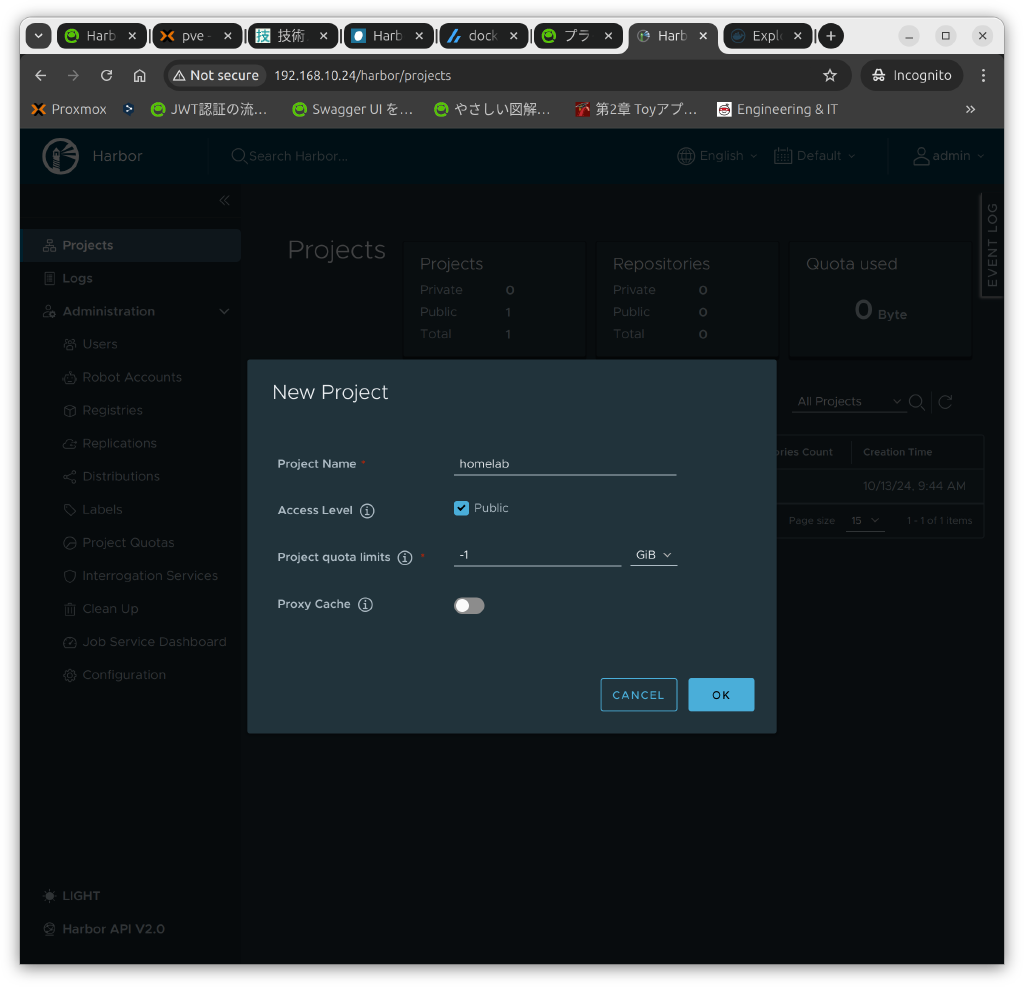 Harb
pve -
技術
Harb
dock
プラ
Harb
Expl
Not secure
192.168.10.24/harbor/projects
Incognito
Proxmox
JWT認証の流...
Swagger UI を...
やさしい図解...
第2章 Toyアプ...
Engineering & IT
»
Harbor
Search Harbor...
English
Default
admin
EVENT LOG
Projects
Logs
Administration
Users
Robot Accounts
Registries
Replications
Distributions
Labels
Project Quotas
Interrogation Services
Clean Up
Job Service Dashboard
Configuration
LIGHT
Harbor API V2.0
Projects
Projects
Private 0
Public 1
Total 1
Repositories
Private 0
Public 0
Total 0
Quota used
0 Byte
All Projects
ories Count
Creation Time
10/13/24, 9:44 AM
Page size 15 1 - 1 of 1 items
New Project
Project Name * homelab
Access Level Public
Project quota limits * -1 GiB
Proxy Cache
CANCEL OK